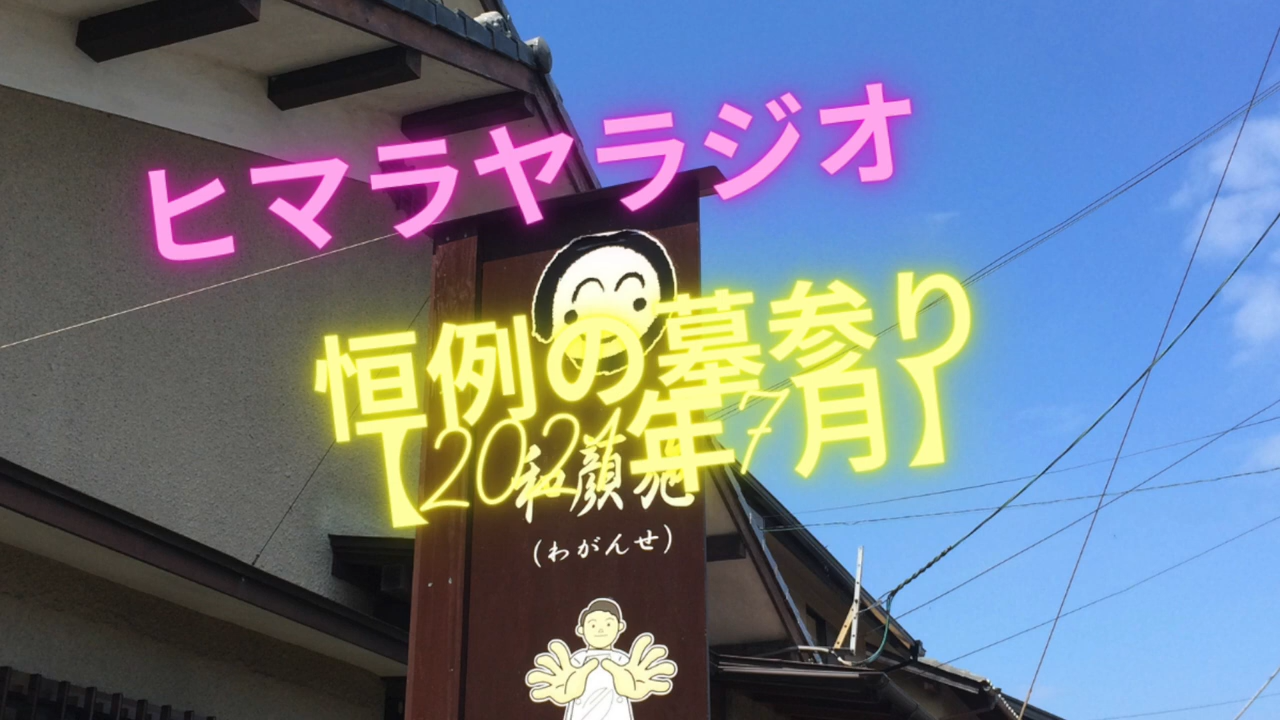 ヒマラヤラジオ
恒例の墓参り
【2024年7月】
和顔施
(わがんせ)